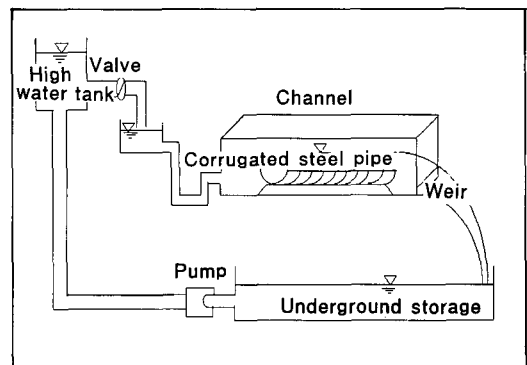 High
water tank
Valve
Channel
Corrugated steel pipe
Weir
Pump
Underground storage